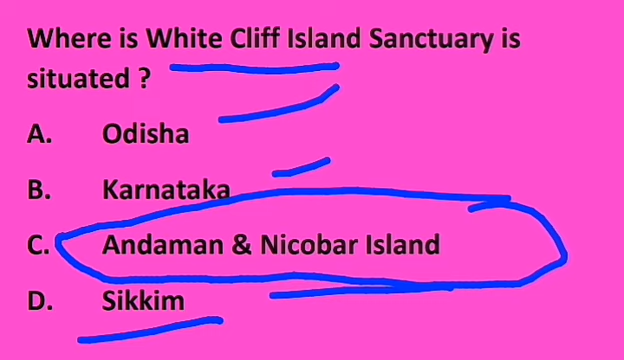 Where is White Cliff Island Sanctuary is
situated ?
A. Odisha
B. Karnataka
C. Andaman & Nicobar Island
D. Sikkim